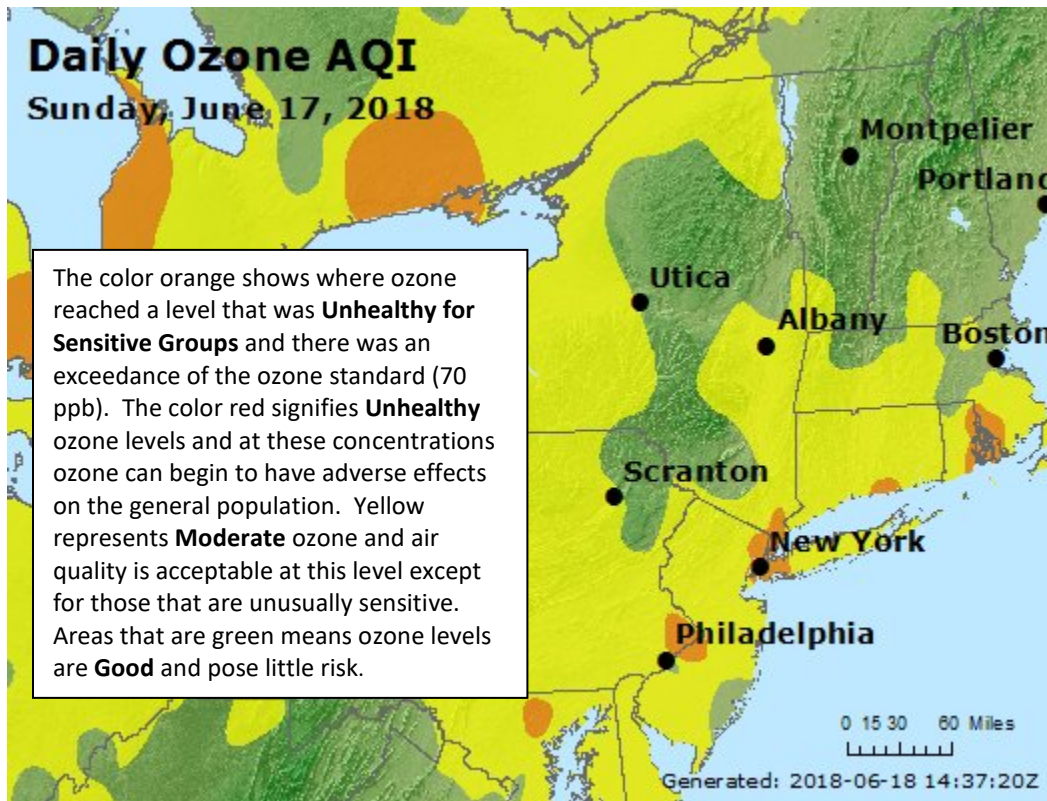 Daily Ozone AQI
Sunday, June 17, 2018
Montpelier
Portland
The color orange shows where ozone
reached a level that was Unhealthy for
Sensitive Groups and there was an
exceedance of the ozone standard (70
ppb). The color red signifies Unhealthy
ozone levels and at these concentrations
ozone can begin to have adverse effects
on the general population. Yellow
represents Moderate ozone and air
quality is acceptable at this level except
for those that are unusually sensitive.
Areas that are green means ozone levels
are Good and pose little risk.
Utica
Albany
Boston
Scranton
New York
Philadelphia
0 15 30 60 Miles
Generated: 2018-06-18 14:37:20Z